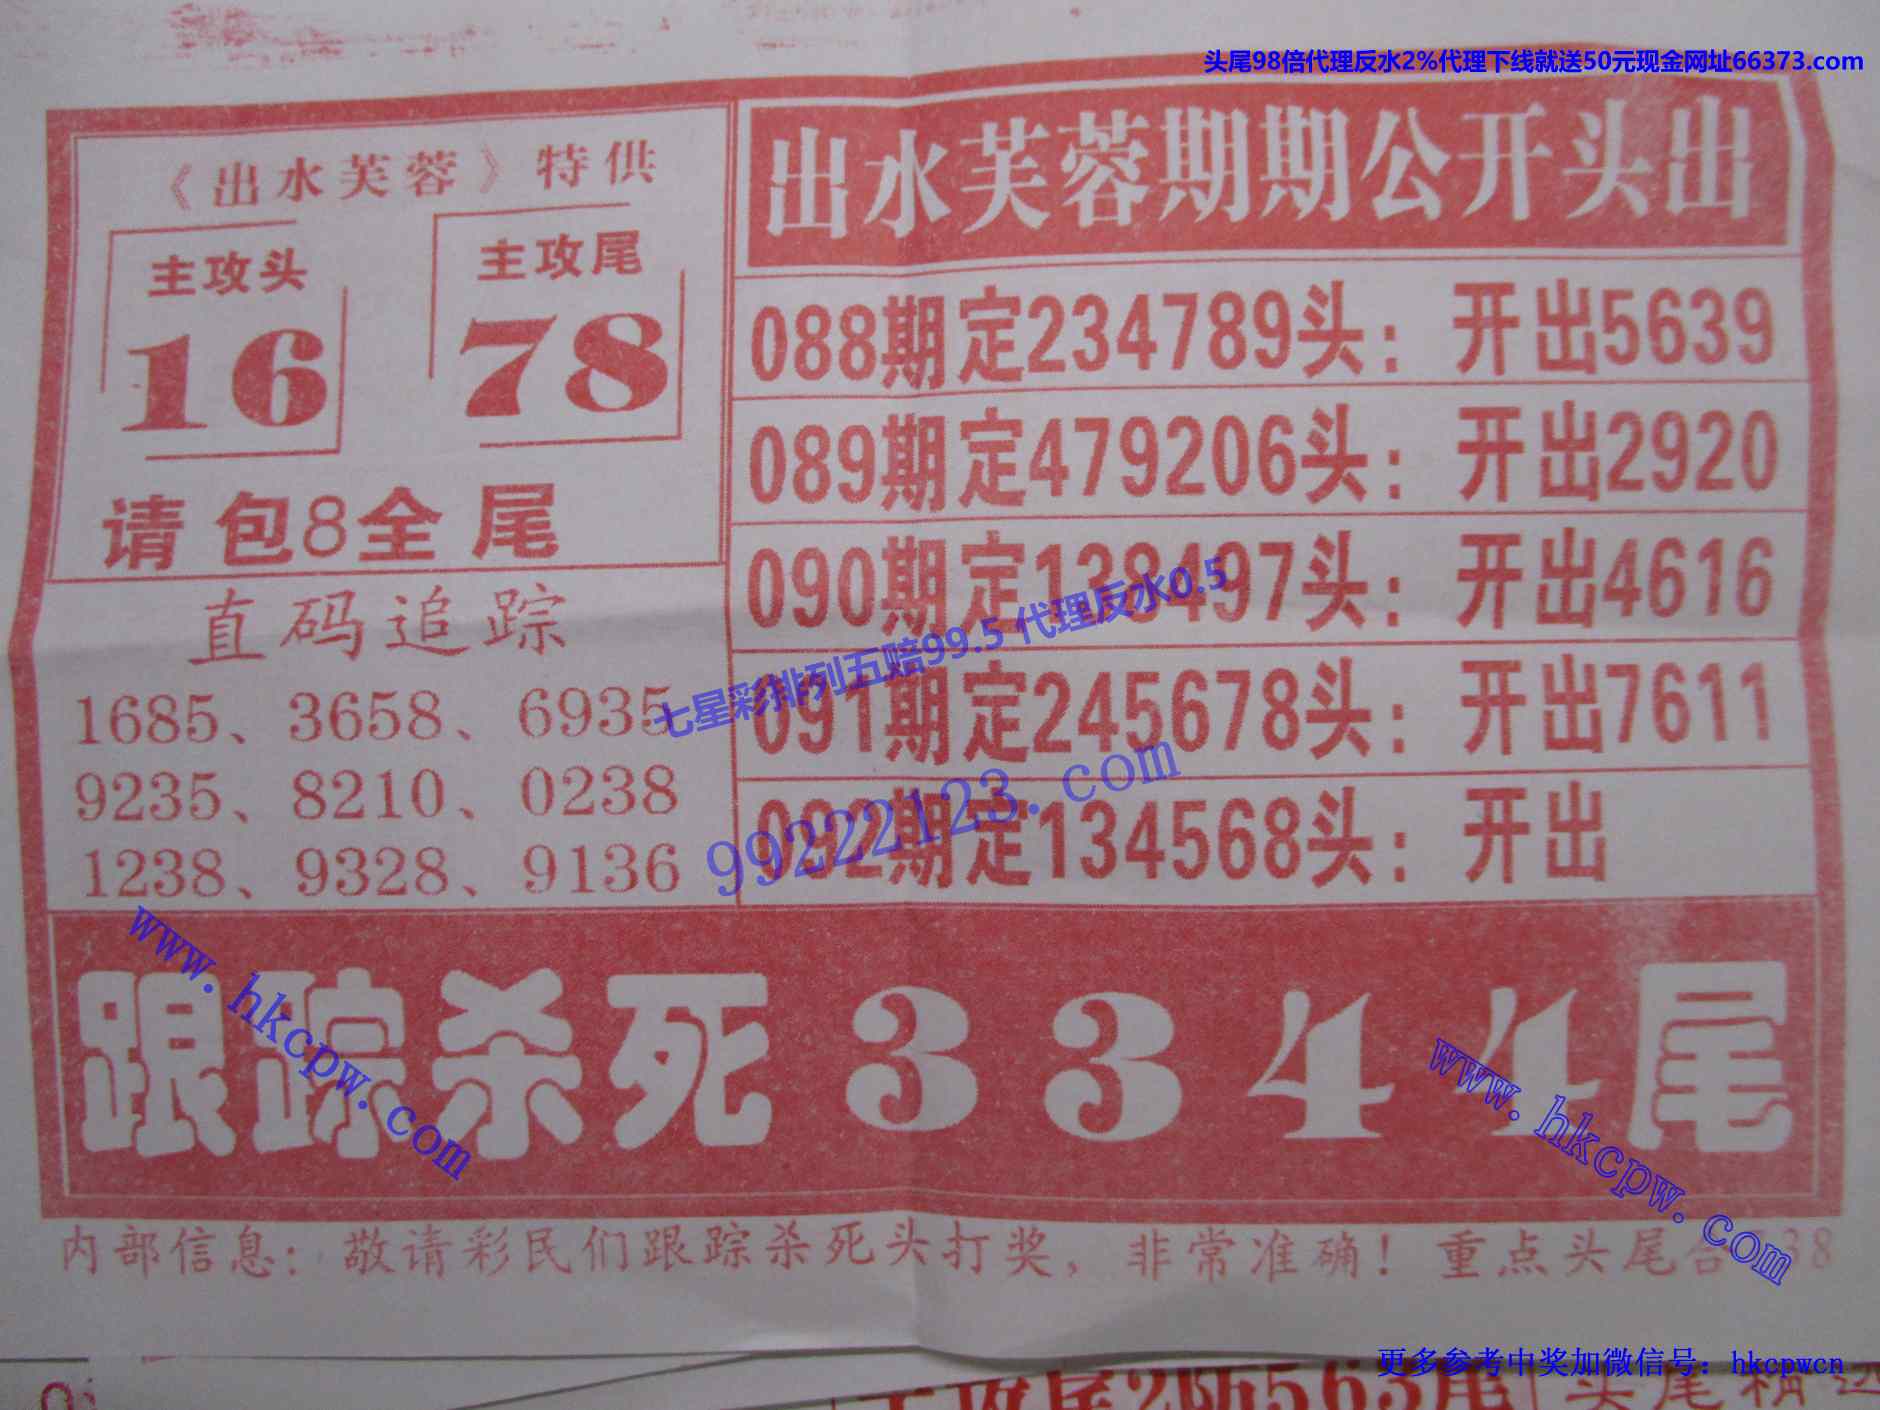 头尾98倍代理反水2%代理下线就送50元现金网址66373.com
《出水芙蓉》特供
主攻头
16
主攻尾
78
请包8全尾
直码追踪
1685、3658、6935
9235、8210、0238
1238、9328、9136
出水芙蓉期期公开头出
088期定234789头：开出5639
089期定479206头：开出2920
090期定138497头：开出4616
091期定245678头：开出7611
092期定134568头：开出
七星彩排列五赔99.5 代理反水0.5
99222123.com
跟踪杀死3344尾
www.hkcpw.com
www.hkcpw.com
内部信息：敬请彩民们跟踪杀死头打奖，非常准确！重点头尾合 38
更多参考中奖加微信号：hkcpwcn